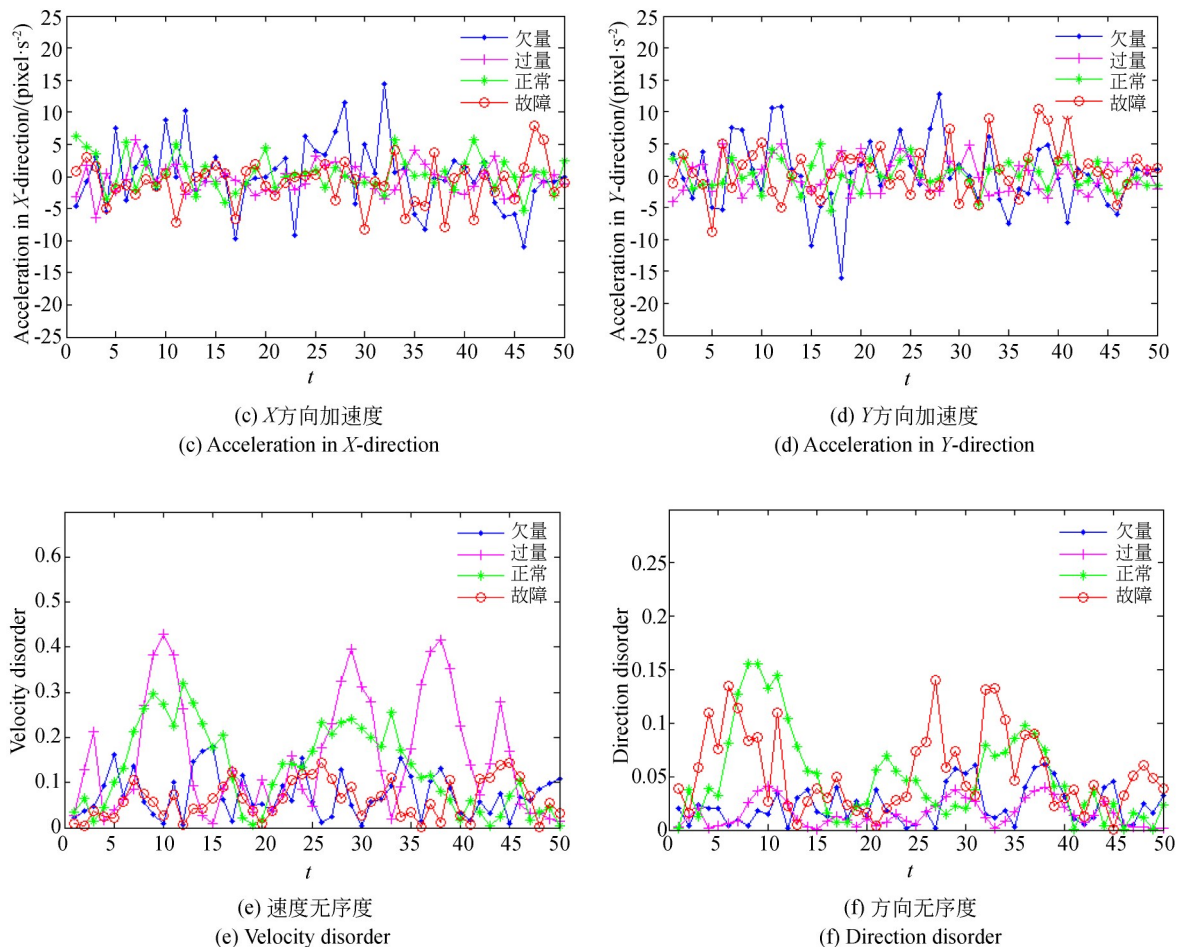 25
20
15
10
5
0
-5
-10
-15
-20
-25
0 5 10 15 20 25 30 35 40 45 50
Acceleration in X-direction/(pixel·s⁻²)
t
欠量
过量
正常
故障
(c) X方向加速度
(c) Acceleration in X-direction
25
20
15
10
5
0
-5
-10
-15
-20
-25
0 5 10 15 20 25 30 35 40 45 50
Acceleration in Y-direction/(pixel·s⁻²)
t
欠量
过量
正常
故障
(d) Y方向加速度
(d) Acceleration in Y-direction
0.6
0.5
0.4
0.3
0.2
0.1
0
0 5 10 15 20 25 30 35 40 45 50
Velocity disorder
t
欠量
过量
正常
故障
(e) 速度无序度
(e) Velocity disorder
0.25
0.20
0.15
0.10
0.05
0
0 5 10 15 20 25 30 35 40 45 50
Direction disorder
t
欠量
过量
正常
故障
(f) 方向无序度
(f) Direction disorder